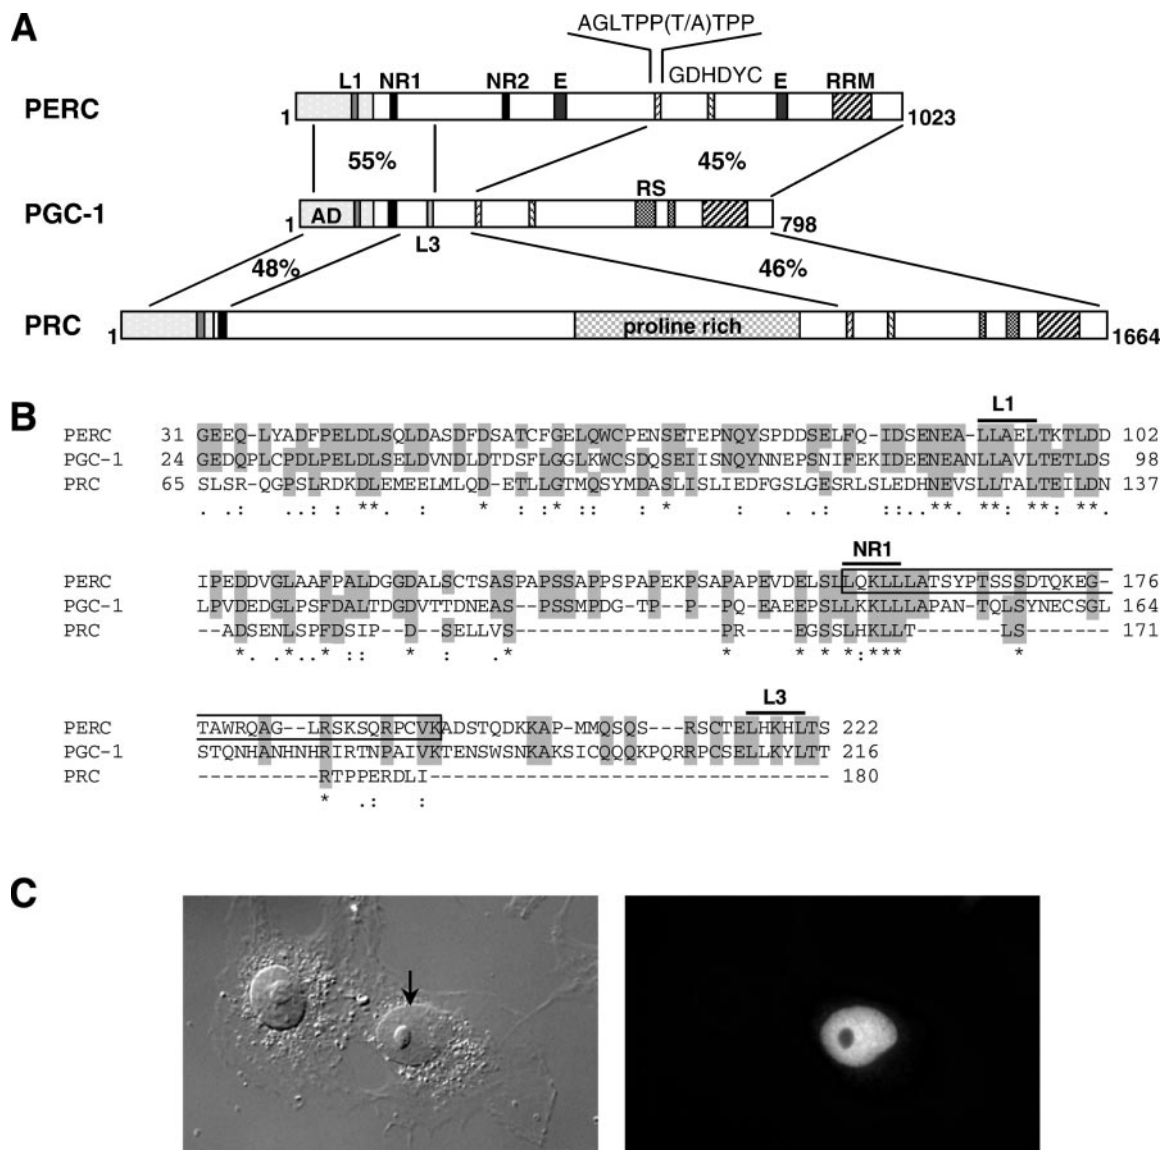 A
AGLTPP(T/A)TPP
GDHDYC
L1 NR1 NR2 E E RRM
PERC 1 1023
55% 45%
RS
PGC-1 1 AD 798
L3
48% 46%
PRC 1 proline rich 1664
B
L1
PERC 31 GEEQ-LYADFPELDLSQLDASDFDSATCFGELQWCPENSETEPNQYSPDDSELFQ-IDSENEA-LLAELTKTLDD 102
PGC-1 24 GEDQPLCPDLPELDLSELDVNDLDTDSFLGGLKWCSDQSEIISNQYNNEPSNIFEKIDEENEANLLAVLTETLDS 98
PRC 65 SLSR-QGPSLRDKDLEMEELMLQD-ETLLGTMQSYMDASLISLIEDFGSLGESRLSLEDHNEVSLLTALTEILDN 137
NR1
PERC IPEDDVGLAAFPALDGGDALSCTSASPAPSSAPPSPAPEKPSAPAPEVDELSLLQKLLLATSYPTSSSDTQKEG- 176
PGC-1 LPVDEDGLPSFDALTDGDVTTDNEAS-PSSMPDG-TP--P--PQ-EAEEPSLLKKLLLAPAN-TQLSYNECSGL 164
PRC --ADSENLSPFDSIP--D--SELLVS-----------------PR---EGSSLHKLLT-------LS------- 171
L3
PERC TAWRQAG--LRSKSQRPCVKADSTQDKKAP-MMQSQS---RSCTELHKHLTS 222
PGC-1 STQNHANHNHRIRTNPAIVKTENSWSNKAKSICQQQKPQRRPCSELLKYLTT 216
PRC ----------RTPPERDLI--------------------------------- 180
C